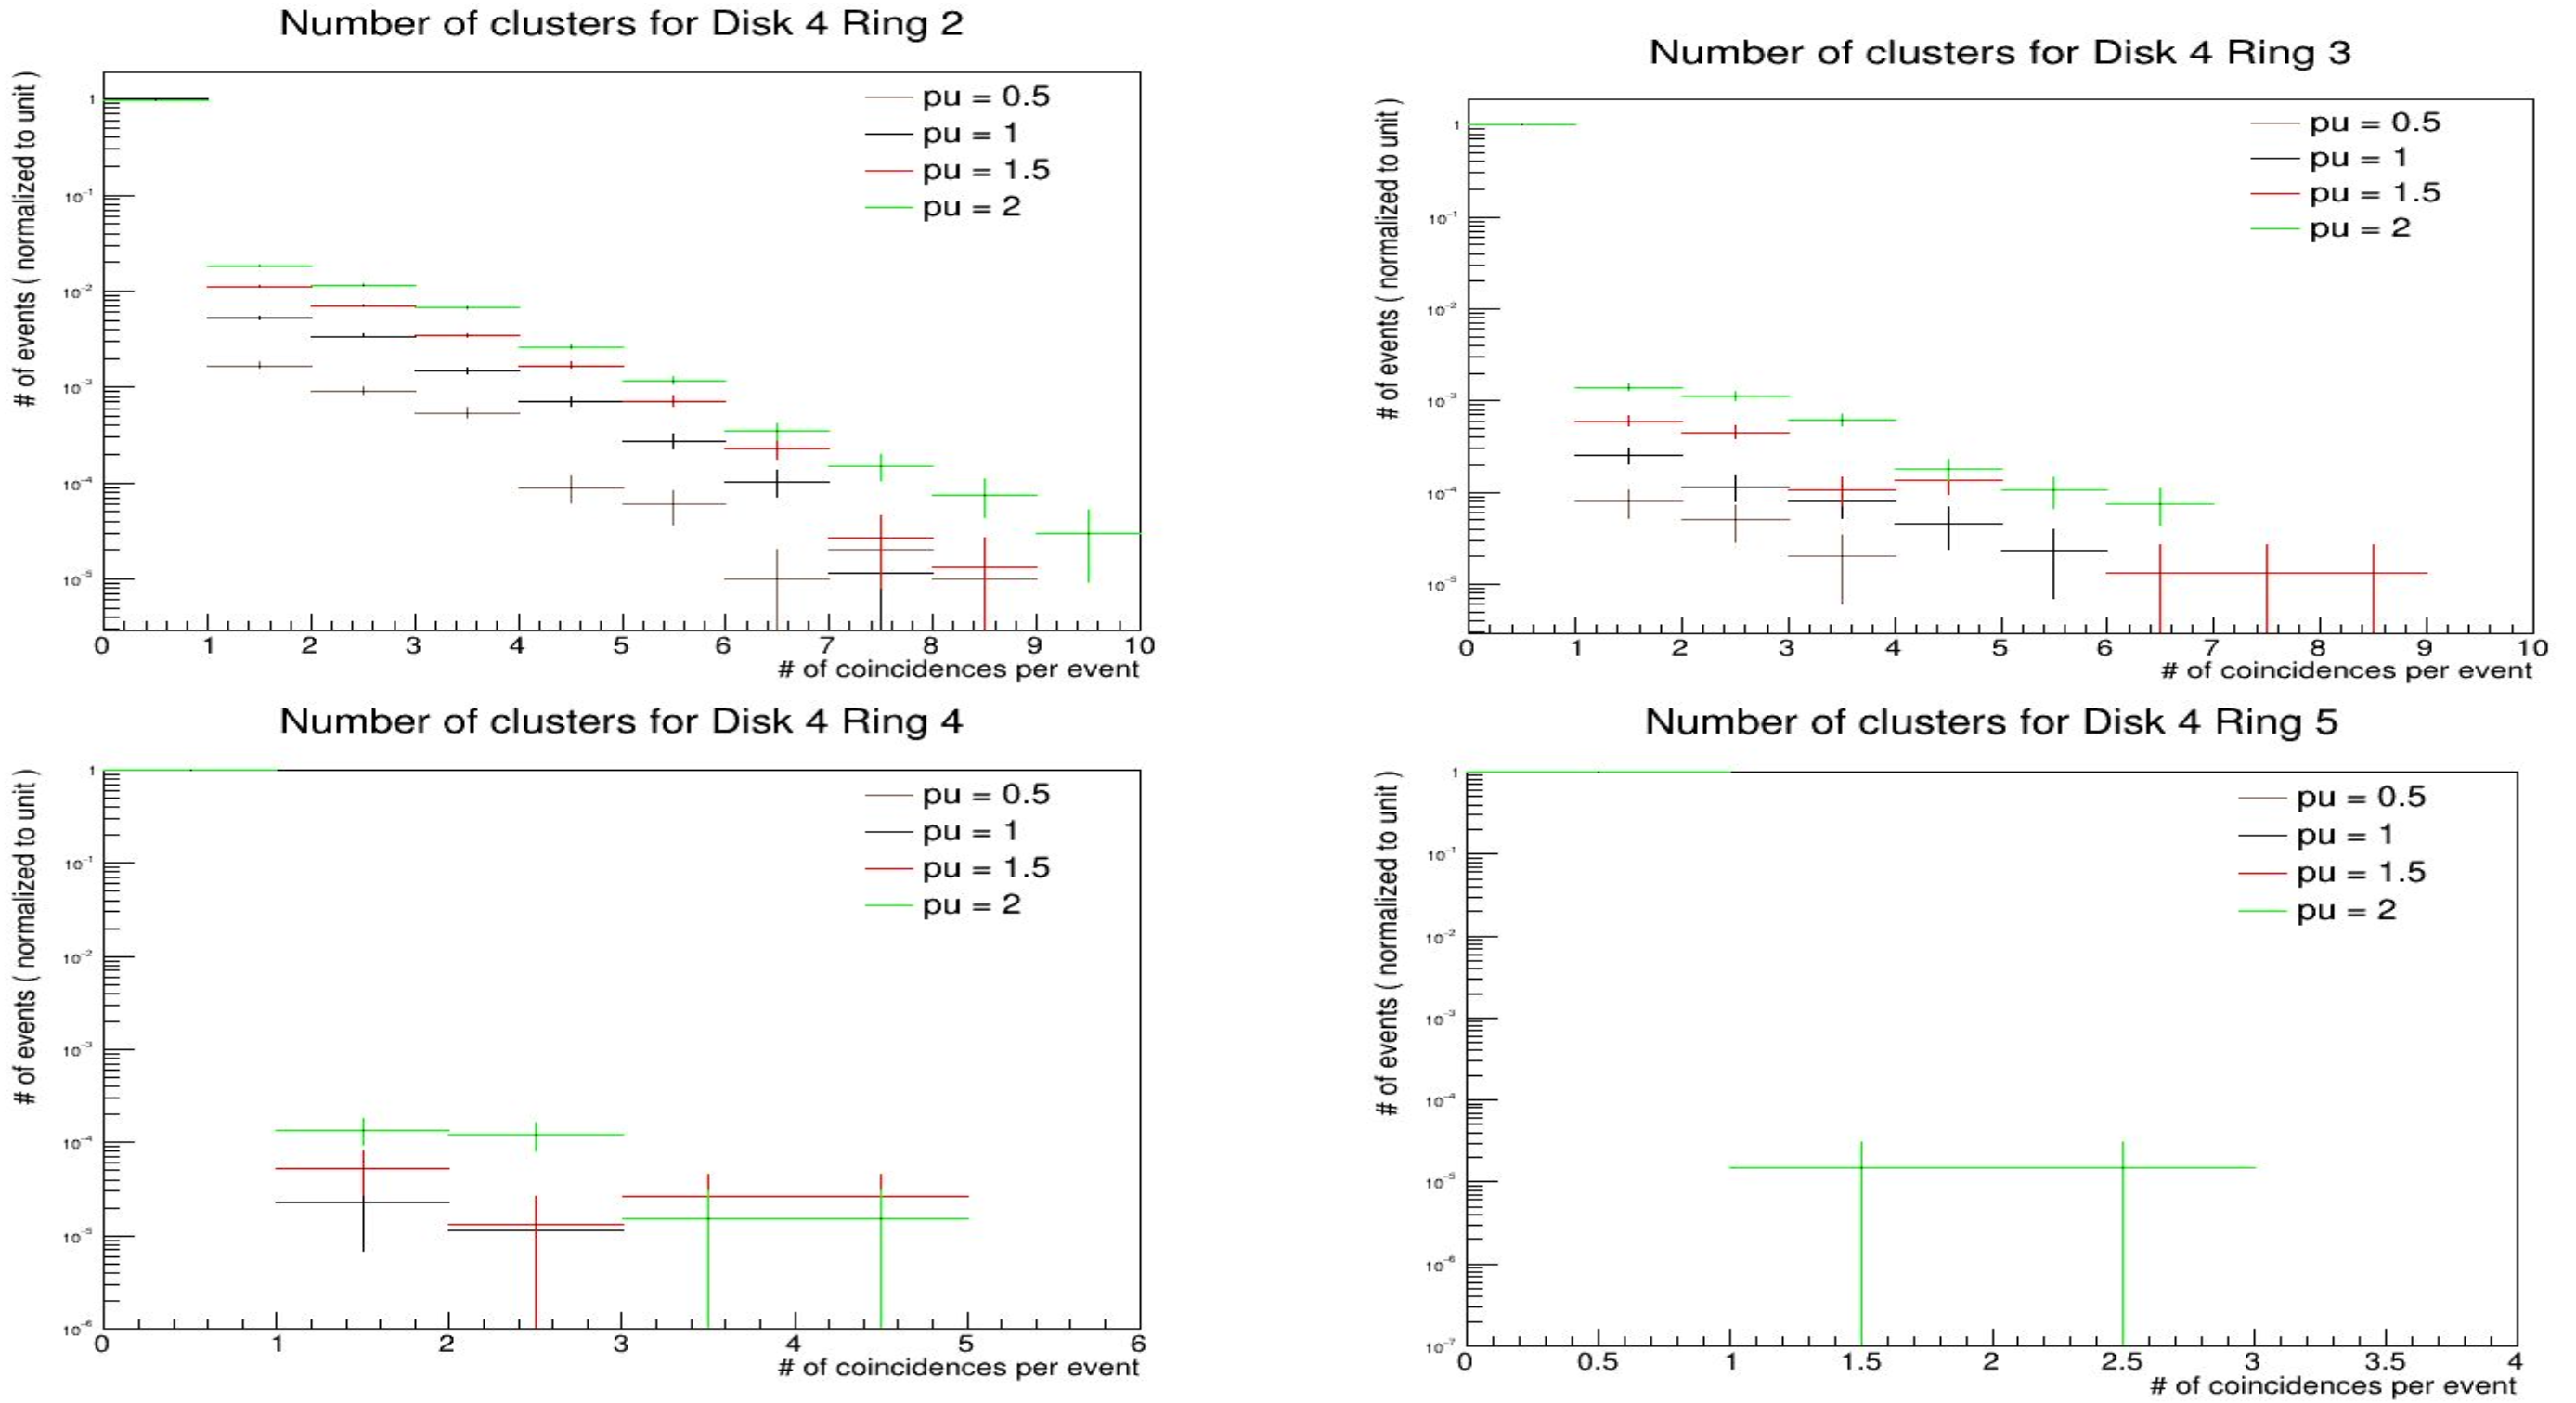 Number of clusters for Disk 4 Ring 2
# of events ( normalized to unit )
pu = 0.5
pu = 1
pu = 1.5
pu = 2
1
10⁻¹
10⁻²
10⁻³
10⁻⁴
10⁻⁵
0 1 2 3 4 5 6 7 8 9 10
# of coincidences per event
Number of clusters for Disk 4 Ring 3
# of events ( normalized to unit )
pu = 0.5
pu = 1
pu = 1.5
pu = 2
1
10⁻¹
10⁻²
10⁻³
10⁻⁴
10⁻⁵
0 1 2 3 4 5 6 7 8 9 10
# of coincidences per event
Number of clusters for Disk 4 Ring 4
# of events ( normalized to unit )
pu = 0.5
pu = 1
pu = 1.5
pu = 2
1
10⁻¹
10⁻²
10⁻³
10⁻⁴
10⁻⁵
10⁻⁶
0 1 2 3 4 5 6
# of coincidences per event
Number of clusters for Disk 4 Ring 5
# of events ( normalized to unit )
pu = 0.5
pu = 1
pu = 1.5
pu = 2
1
10⁻¹
10⁻²
10⁻³
10⁻⁴
10⁻⁵
10⁻⁶
10⁻⁷
0 0.5 1 1.5 2 2.5 3 3.5 4
# of coincidences per event